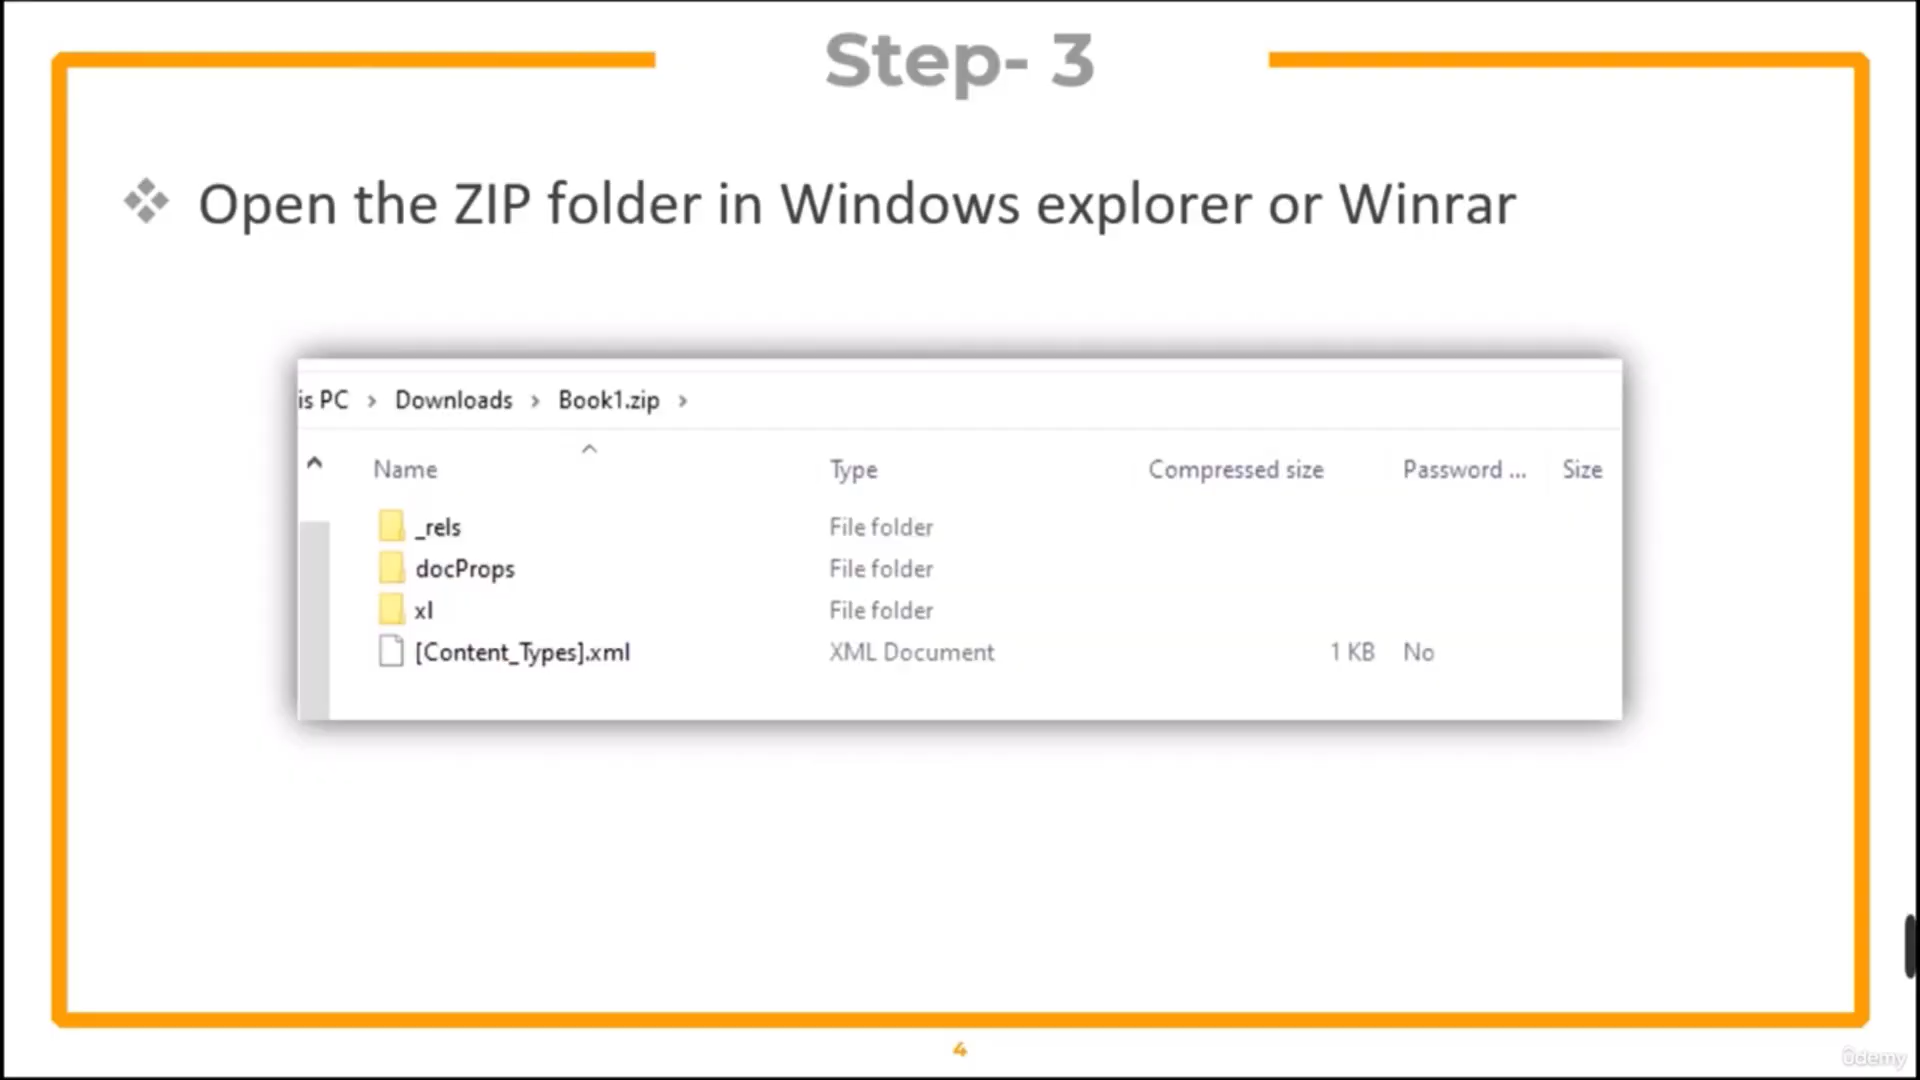 Step- 3
Open the ZIP folder in Windows explorer or Winrar
is PC > Downloads > Book1.zip >
Name Type Compressed size Password ... Size
_rels File folder
docProps File folder
xl File folder
[Content_Types].xml XML Document 1 KB No
4
ûdemy